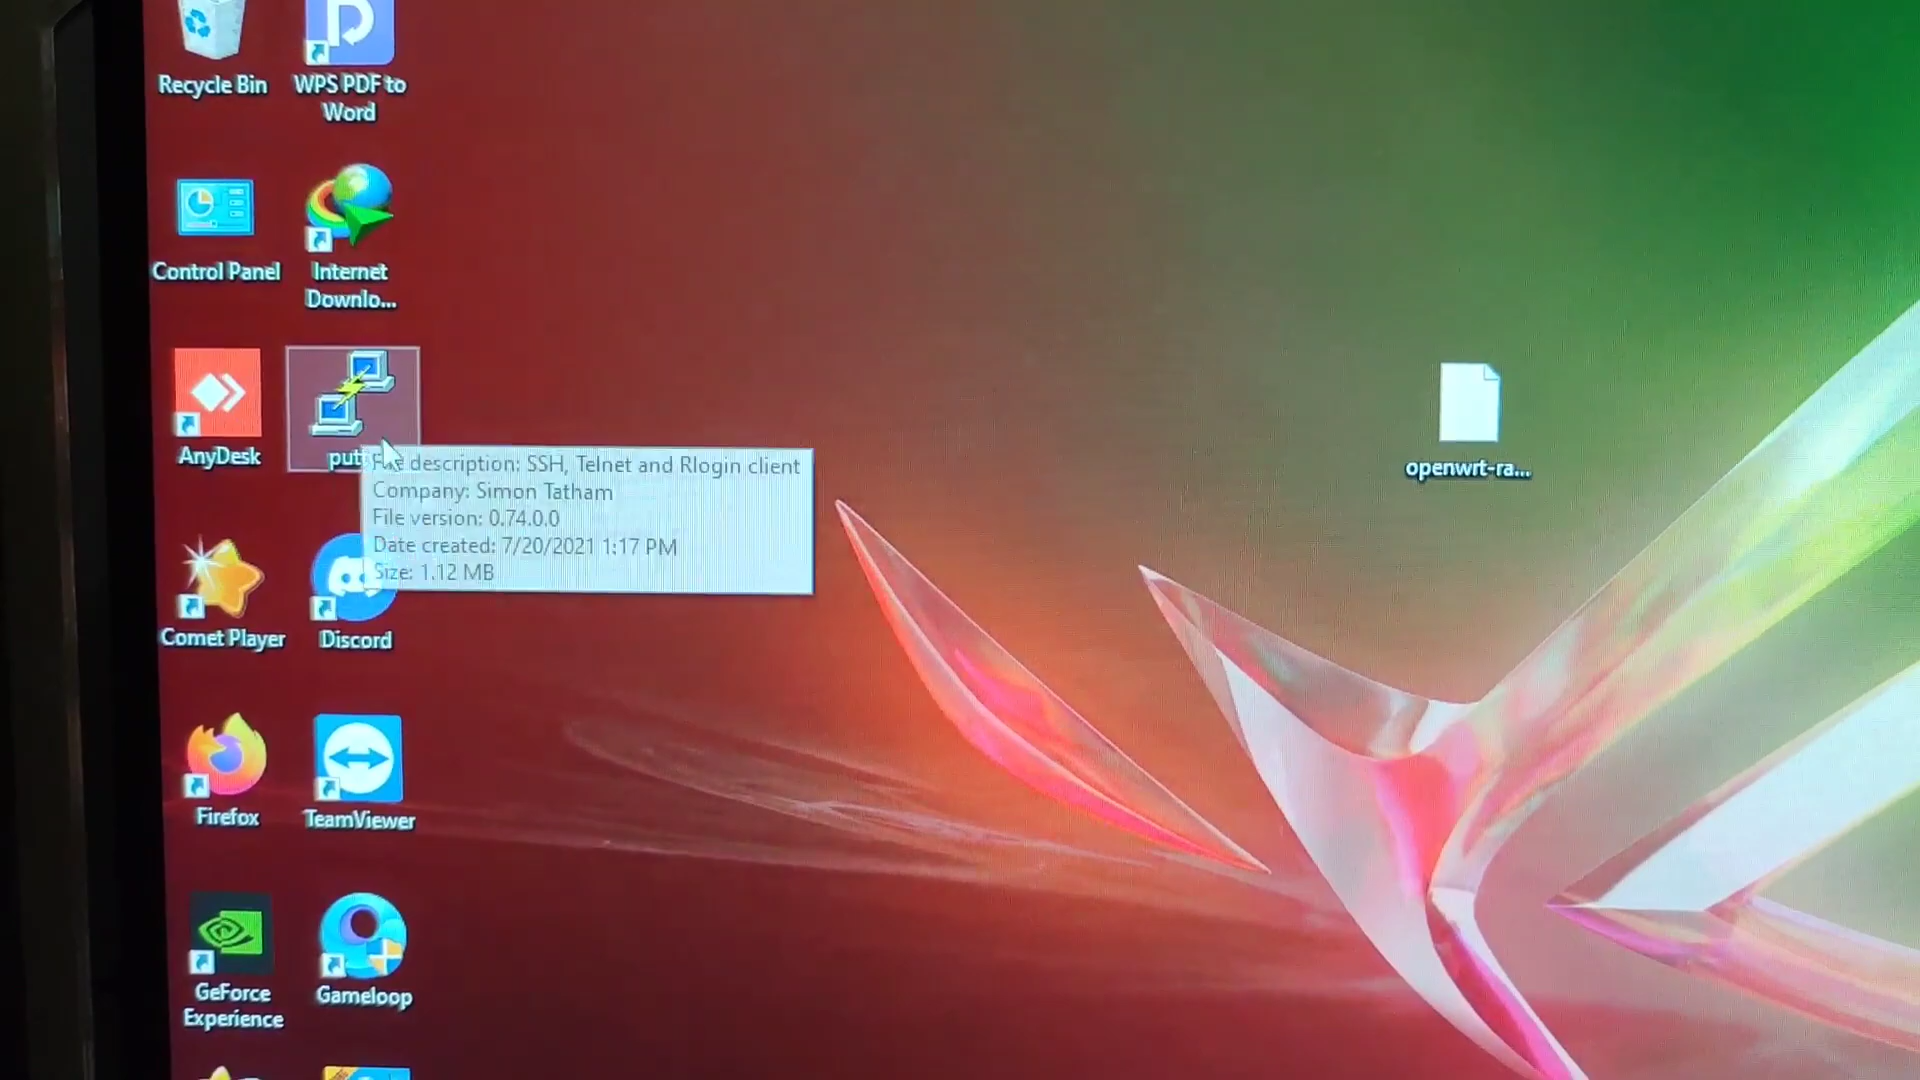 Recycle Bin
WPS PDF to
Word
Control Panel
Internet
Downlo...
AnyDesk
putt
File description: SSH, Telnet and Rlogin client
Company: Simon Tatham
File version: 0.74.0.0
Date created: 7/20/2021 1:17 PM
Size: 1.12 MB
openwrt-ra...
Comet Player
Discord
Firefox
TeamViewer
GeForce
Experience
Gameloop